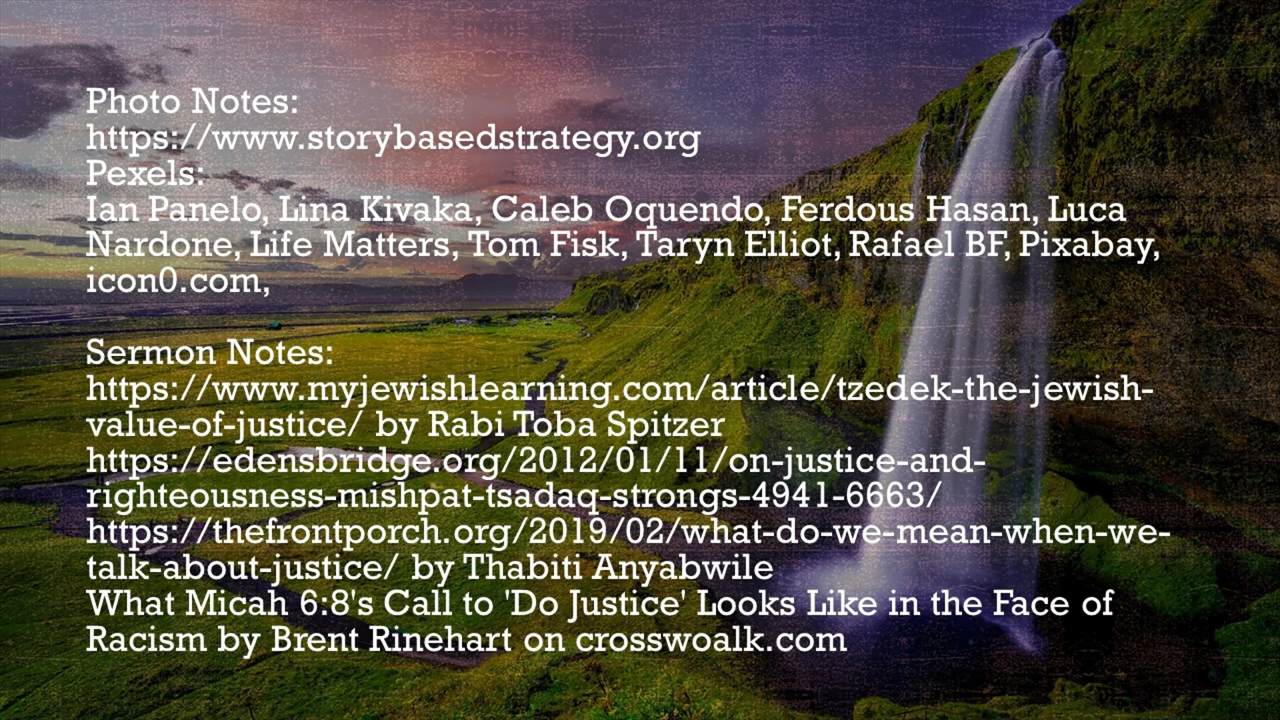 Photo Notes:
https://www.storybasedstrategy.org
Pexels:
Ian Panelo, Lina Kivaka, Caleb Oquendo, Ferdous Hasan, Luca
Nardone, Life Matters, Tom Fisk, Taryn Elliot, Rafael BF, Pixabay,
icon0.com,
Sermon Notes:
https://www.myjewishlearning.com/article/tzedek-the-jewish-
value-of-justice/ by Rabi Toba Spitzer
https://edensbridge.org/2012/01/11/on-justice-and-
righteousness-mishpat-tsadaq-strongs-4941-6663/
https://thefrontporch.org/2019/02/what-do-we-mean-when-we-
talk-about-justice/ by Thabiti Anyabwile
What Micah 6:8's Call to 'Do Justice' Looks Like in the Face of
Racism by Brent Rinehart on crosswoalk.com